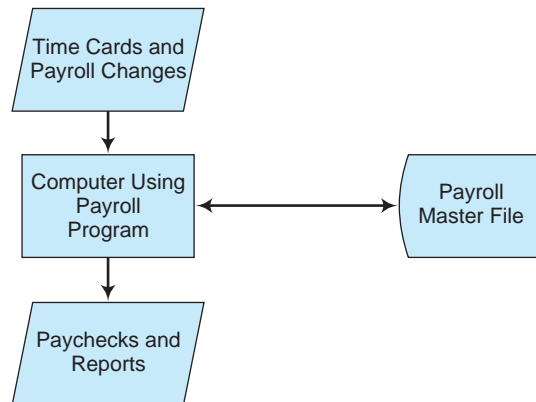 Time Cards and
Payroll Changes
Computer Using
Payroll
Program
Payroll
Master File
Paychecks and
Reports